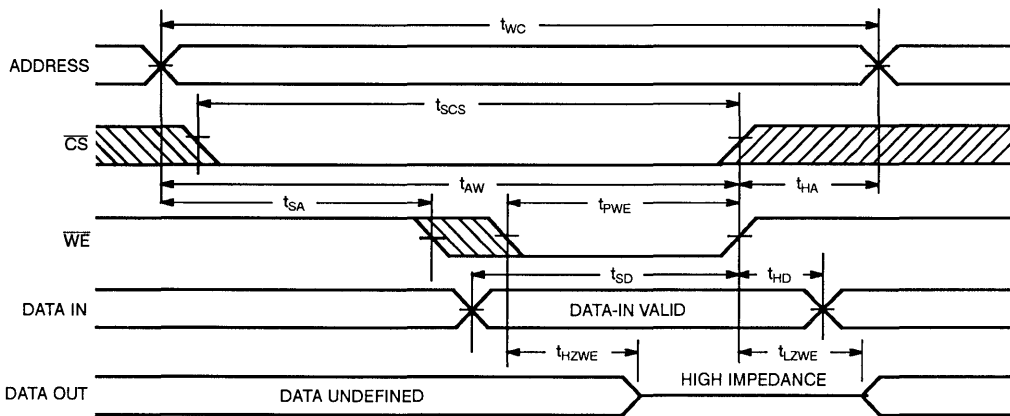 tWC
ADDRESS
tSCS
CS
tAW
tHA
tSA
tPWE
WE
tSD
tHD
DATA IN
DATA-IN VALID
tHZWE
tLZWE
HIGH IMPEDANCE
DATA OUT
DATA UNDEFINED